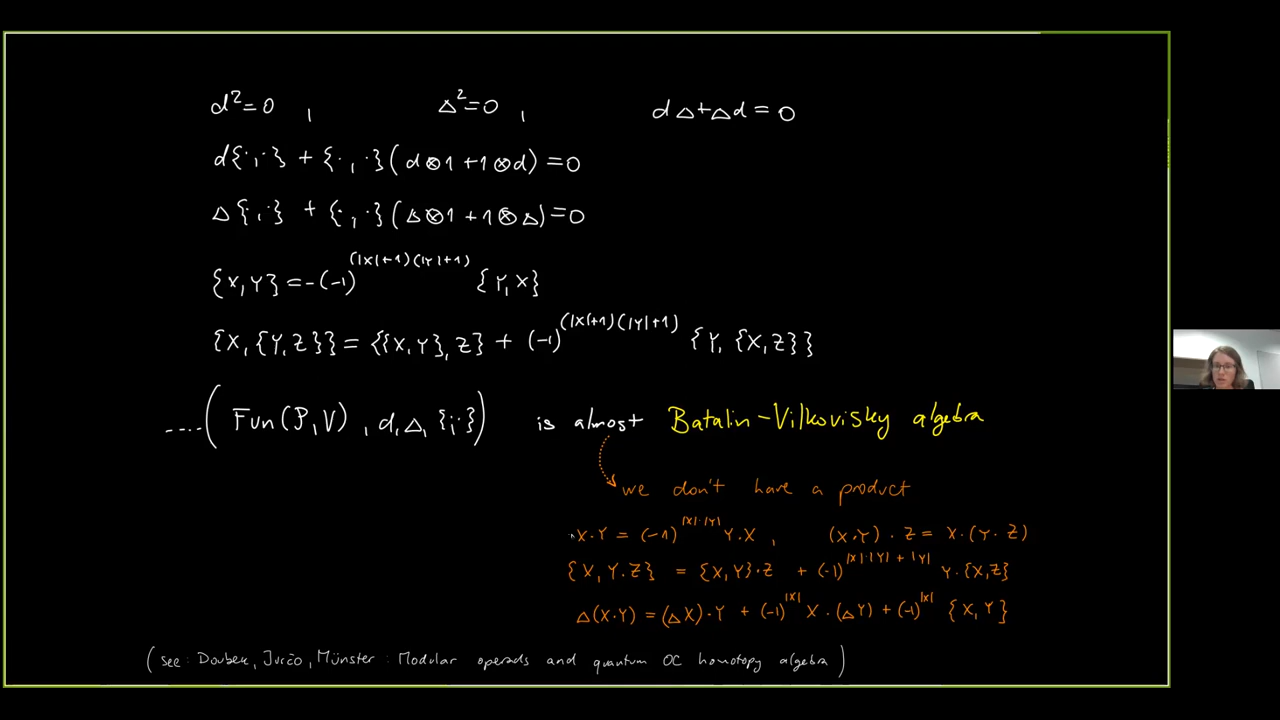 d²=0 , Δ²=0 , dΔ+Δd=0
d{·,·} + {·,·}(d⊗1+1⊗d)=0
Δ{·,·} + {·,·}(Δ⊗1+1⊗Δ)=0
{X,Y}=-(-1)^{(|X|+1)(|Y|+1)} {Y,X}
{X,{Y,Z}}={{X,Y},Z}+(-1)^{(|X|+1)(|Y|+1)} {Y,{X,Z}}
....(Fun(P,V), d,Δ,{;·}) is almost Batalin-Vilkovisky algebra
we don't have a product
X·Y = (-1)^{|X|·|Y|} Y·X , (X·Y)·Z = X·(Y·Z)
{X,Y·Z} = {X,Y}·Z + (-1)^{|X|·|Y|+|Y|} Y·{X,Z}
Δ(X·Y)=(ΔX)·Y + (-1)^{|X|} X·(ΔY)+(-1)^{|X|} {X,Y}
(see: Doubek, Jurčo, Münster: Modular operads and quantum OC homotopy algebra)